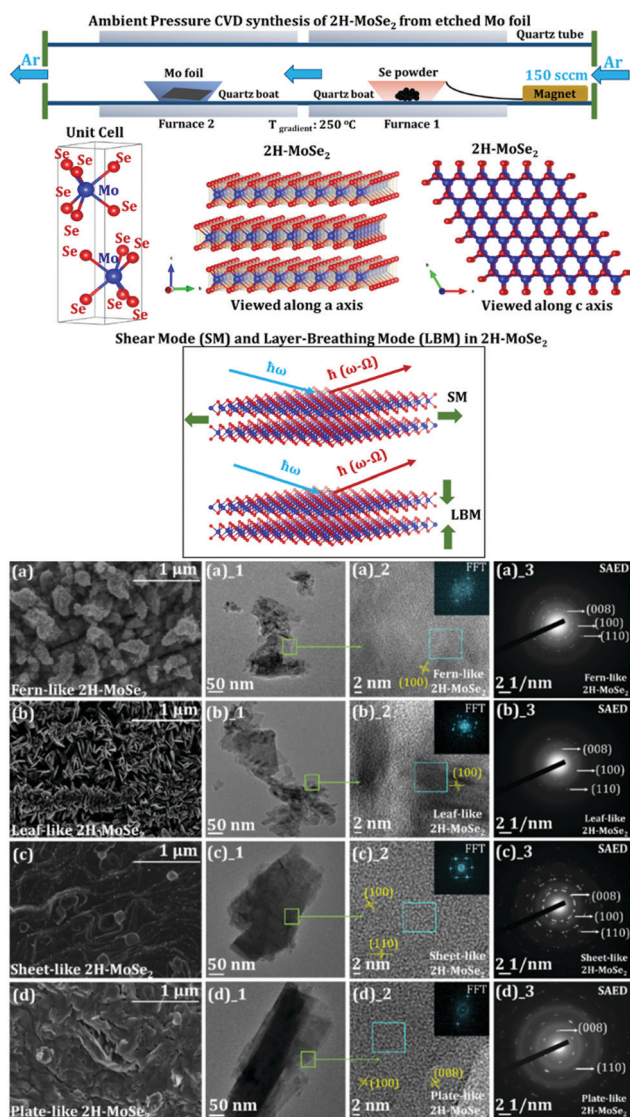 Ambient Pressure CVD synthesis of 2H-MoSe₂ from etched Mo foil
Quartz tube
Ar
Mo foil
Se powder
150 sccm
Ar
Quartz boat
Quartz boat
Magnet
Furnace 2
T gradient : 250 °C
Furnace 1
Unit Cell
2H-MoSe₂
2H-MoSe₂
Se
Se
Se
Mo
Se
Se
Se
Se
Mo
Se
Se
Se
Se
c
b
Viewed along a axis
Viewed along c axis
Shear Mode (SM) and Layer-Breathing Mode (LBM) in 2H-MoSe₂
ħω
ħ (ω-Ω)
SM
ħω
ħ (ω-Ω)
LBM
(a)
1 µm
Fern-like 2H-MoSe₂
(a)_1
50 nm
(a)_2
FFT
(100)
2 nm
Fern-like
2H-MoSe₂
(a)_3
SAED
(008)
(100)
(110)
2 1/nm
Fern-like
2H-MoSe₂
(b)
1 µm
Leaf-like 2H-MoSe₂
(b)_1
50 nm
(b)_2
FFT
(100)
2 nm
Leaf-like
2H-MoSe₂
(b)_3
SAED
(008)
(100)
(110)
2 1/nm
Leaf-like
2H-MoSe₂
(c)
1 µm
Sheet-like 2H-MoSe₂
(c)_1
50 nm
(c)_2
FFT
(100)
(110)
2 nm
Sheet-like
2H-MoSe₂
(c)_3
SAED
(008)
(100)
(110)
2 1/nm
Sheet-like
2H-MoSe₂
(d)
1 µm
Plate-like 2H-MoSe₂
(d)_1
50 nm
(d)_2
FFT
(100)
(008)
2 nm
Plate-like
2H-MoSe₂
(d)_3
SAED
(008)
(110)
2 1/nm
Plate-like
2H-MoSe₂